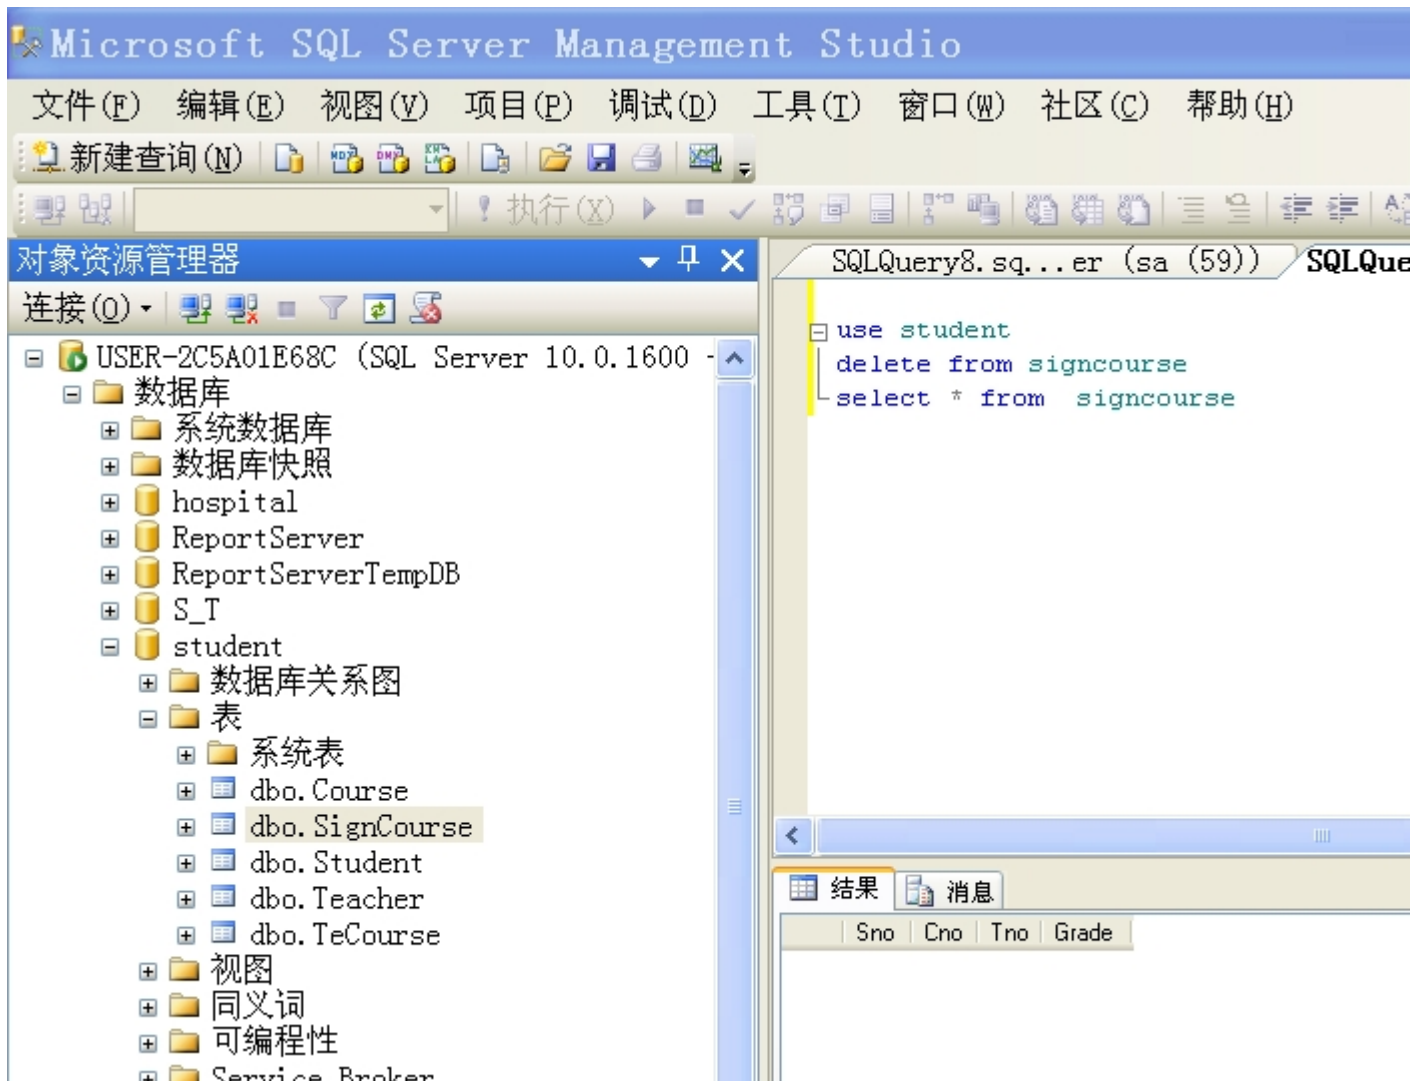 Microsoft SQL Server Management Studio
文件(F) 编辑(E) 视图(V) 项目(P) 调试(D) 工具(T) 窗口(W) 社区(C) 帮助(H)
新建查询(N)
执行(X)
对象资源管理器
SQLQuery8.sq...er (sa (59)) SQLQue
连接(O)
USER-2C5A01E68C (SQL Server 10.0.1600 -
数据库
系统数据库
数据库快照
hospital
ReportServer
ReportServerTempDB
S_T
student
数据库关系图
表
系统表
dbo.Course
dbo.SignCourse
dbo.Student
dbo.Teacher
dbo.TeCourse
视图
同义词
可编程性
Service Broker
use student
delete from signcourse
select * from  signcourse
结果 消息
Sno Cno Tno Grade